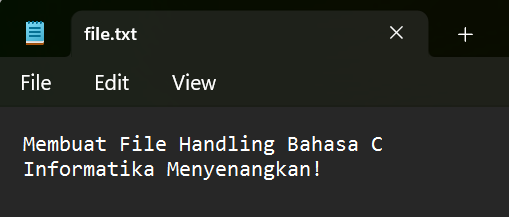 file.txt
File Edit View
Membuat File Handling Bahasa C
Informatika Menyenangkan!